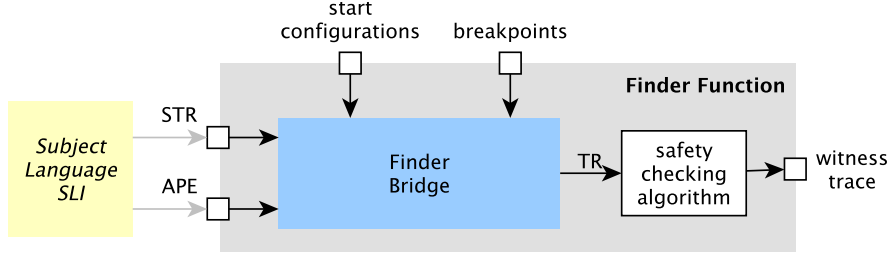 start
configurations
breakpoints
Finder Function
STR
Subject
Language
SLI
APE
Finder
Bridge
TR
safety
checking
algorithm
witness
trace